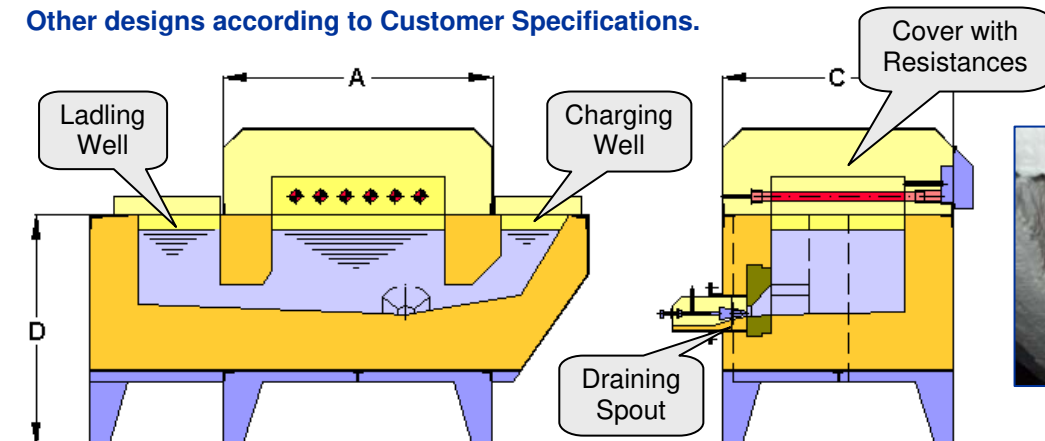 Other designs according to Customer Specifications.
Cover with
Resistances
A
C
Ladling
Well
Charging
Well
D
Draining
Spout